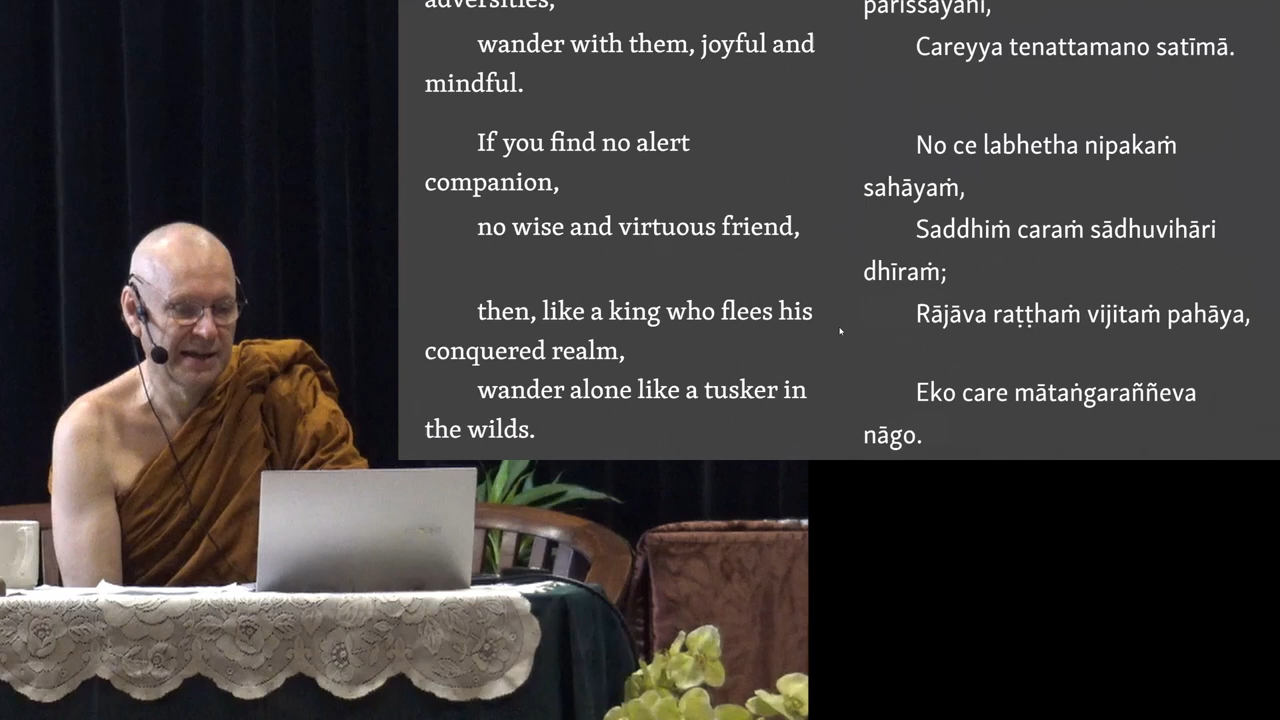 adversities,
wander with them, joyful and
mindful.
If you find no alert
companion,
no wise and virtuous friend,
then, like a king who flees his
conquered realm,
wander alone like a tusker in
the wilds.
parissayāni,
Careyya tenattamano satīmā.
No ce labhetha nipakaṁ
sahāyaṁ,
Saddhiṁ caraṁ sādhuvihāri
dhīraṁ;
Rājāva raṭṭhaṁ vijitaṁ pahāya,
Eko care mātaṅgaraññeva
nāgo.